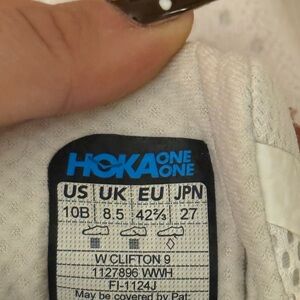 HOKA ONE ONE
US UK EU JPN
10B 8.5 42⅔ 27
W CLIFTON 9
1127896 WWH
FI-1124J
May be covered by Pat.